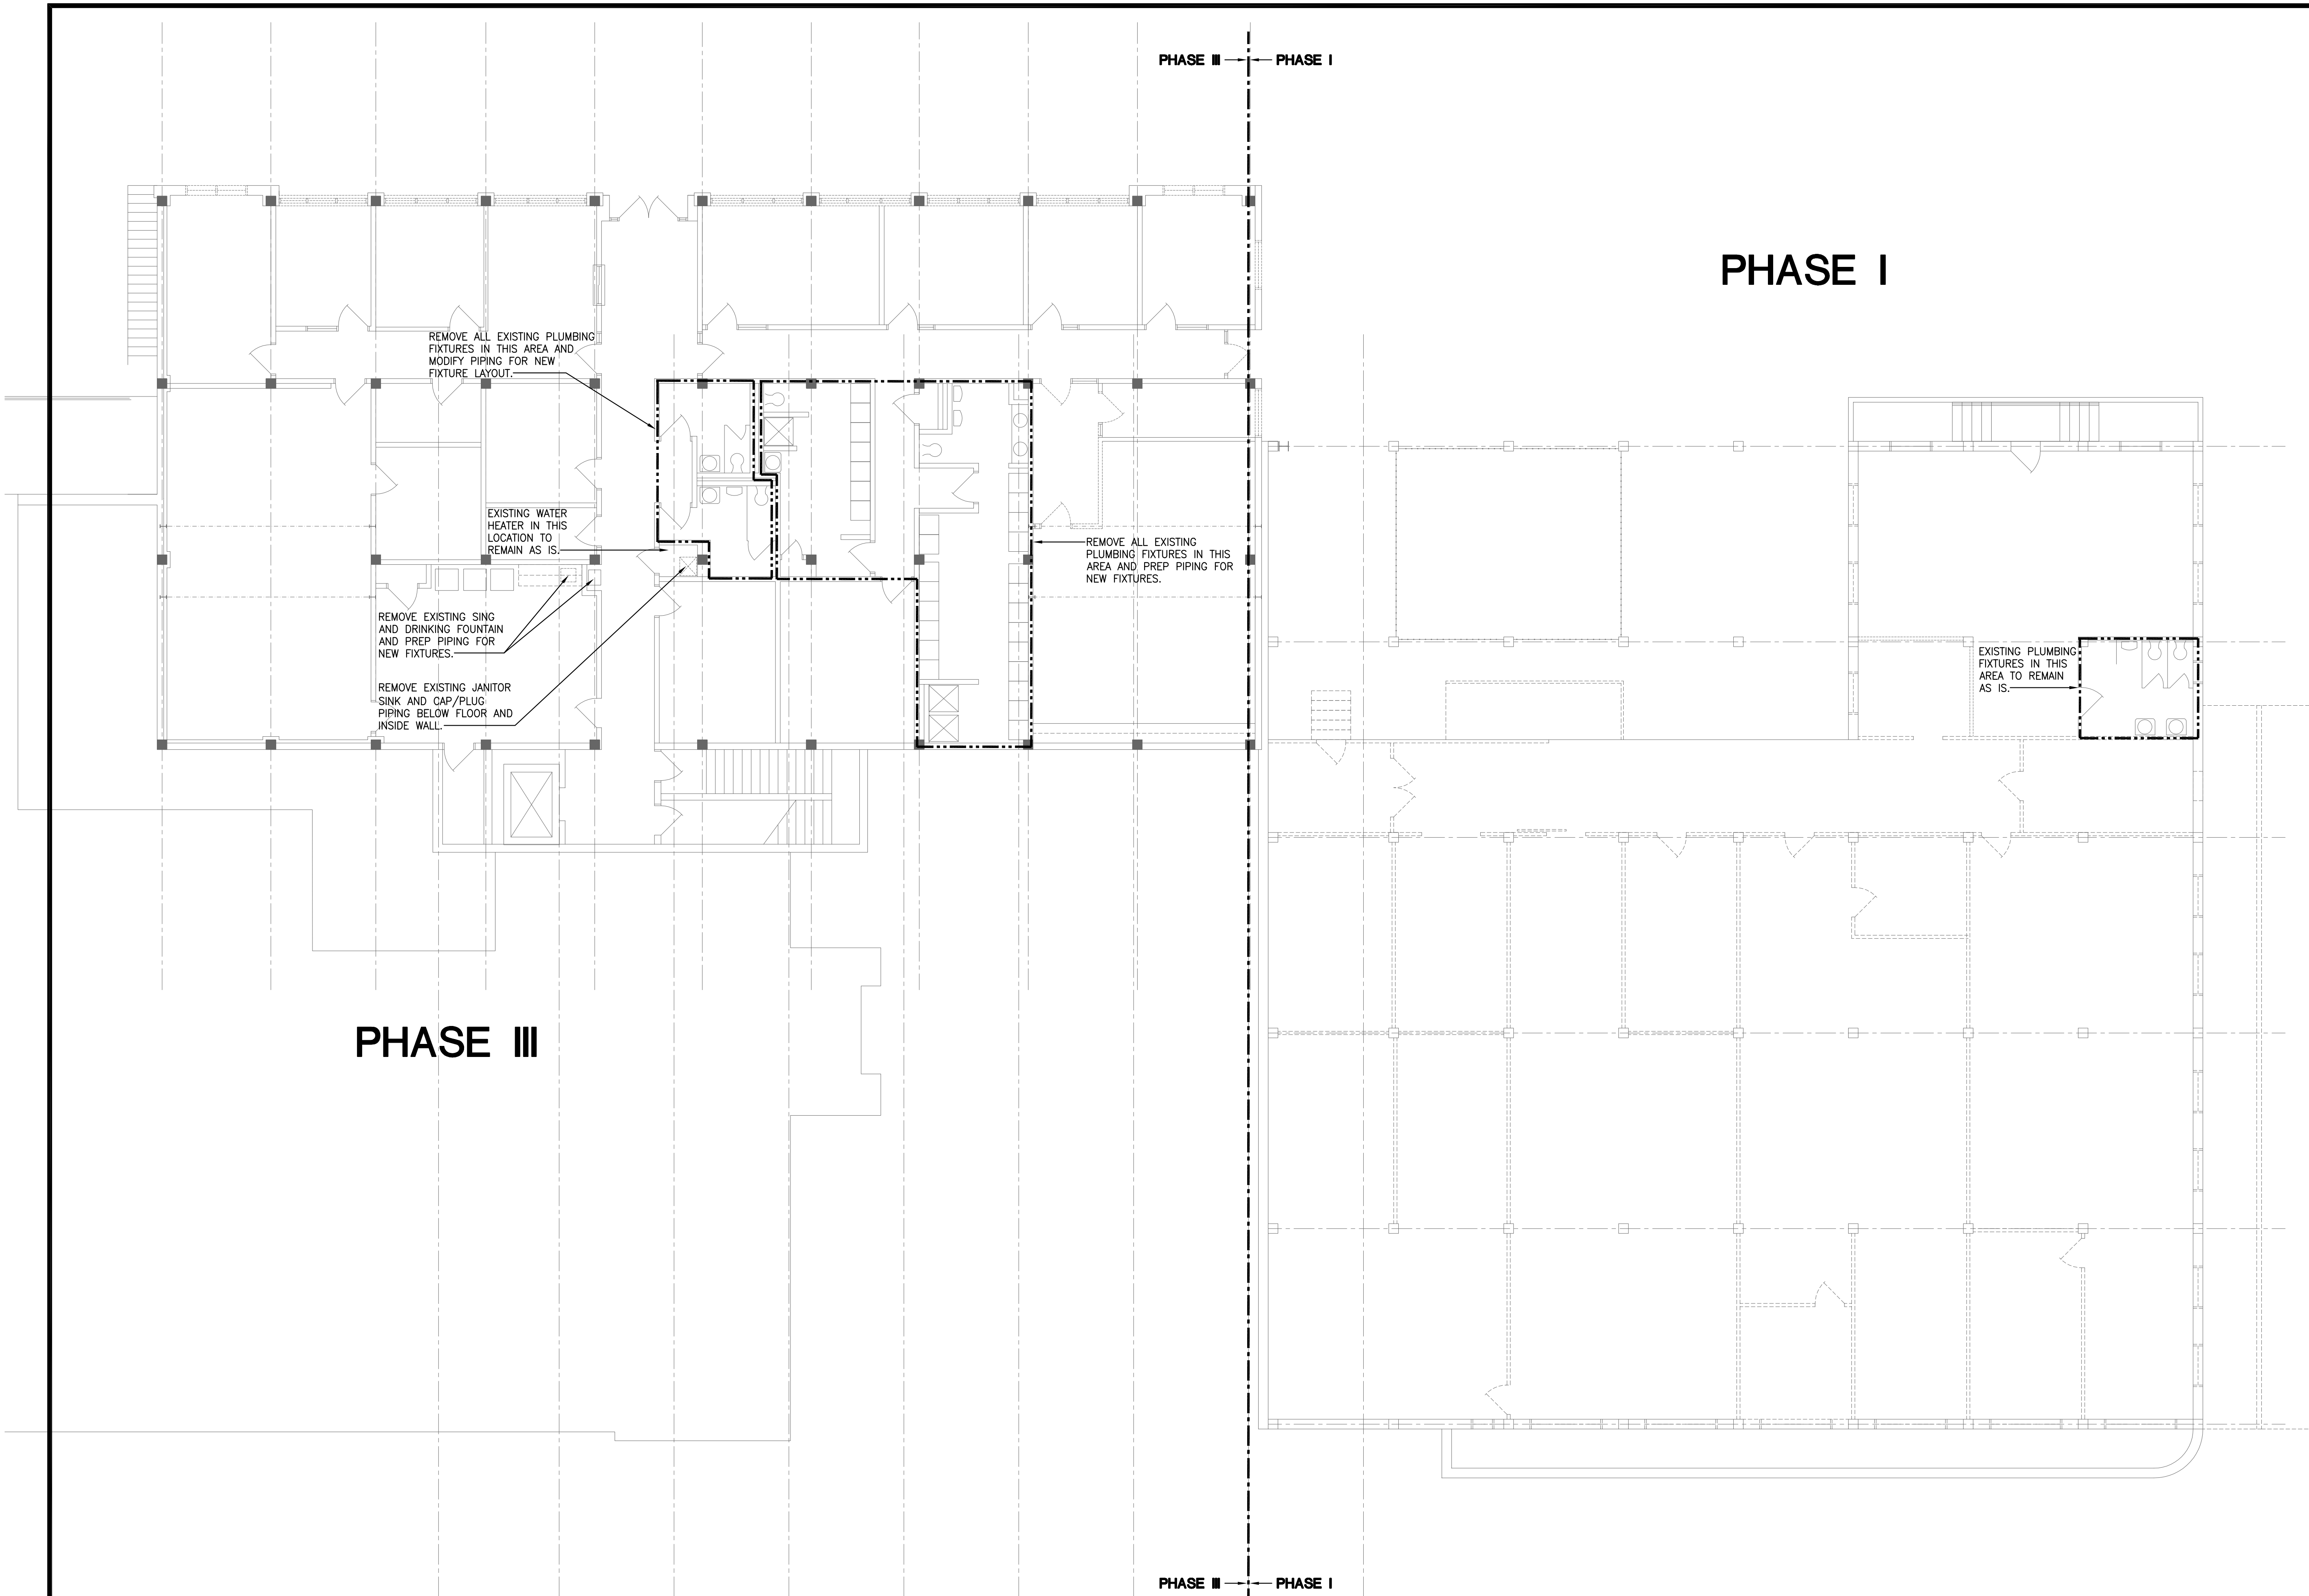 PHASE III
PHASE I
PHASE I
REMOVE ALL EXISTING PLUMBING
FIXTURES IN THIS AREA AND
MODIFY PIPING FOR NEW
FIXTURE LAYOUT.
EXISTING WATER
HEATER IN THIS
LOCATION TO
REMAIN AS IS.
REMOVE ALL EXISTING
PLUMBING FIXTURES IN THIS
AREA AND PREP PIPING FOR
NEW FIXTURES.
REMOVE EXISTING SING
AND DRINKING FOUNTAIN
AND PREP PIPING FOR
NEW FIXTURES.
EXISTING PLUMBING
FIXTURES IN THIS
AREA TO REMAIN
AS IS.
REMOVE EXISTING JANITOR
SINK AND CAP/PLUG
PIPING BELOW FLOOR AND
INSIDE WALL.
PHASE III
PHASE III
PHASE I